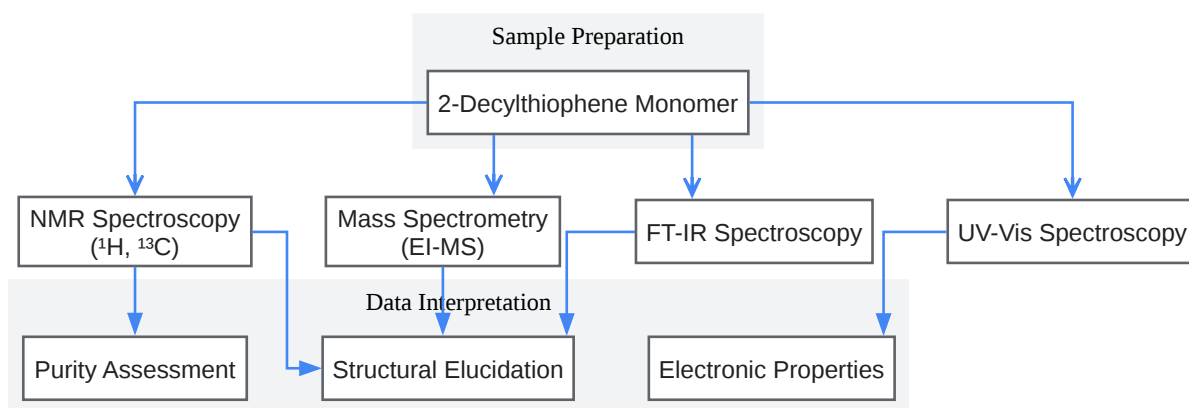 Sample Preparation
2-Decylthiophene Monomer
NMR Spectroscopy
(¹H, ¹³C)
Mass Spectrometry
(EI-MS)
FT-IR Spectroscopy
UV-Vis Spectroscopy
Data Interpretation
Purity Assessment
Structural Elucidation
Electronic Properties